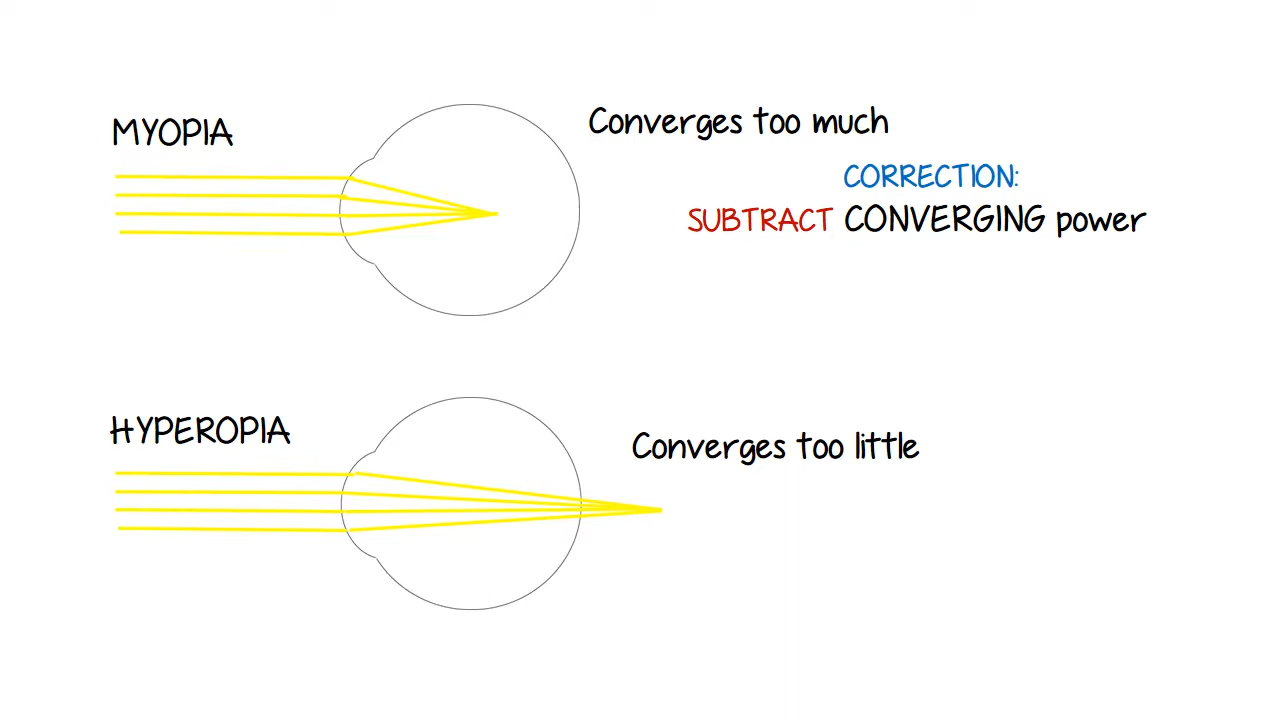 MYOPIA
Converges too much
CORRECTION:
SUBTRACT CONVERGING power
HYPEROPIA
Converges too little